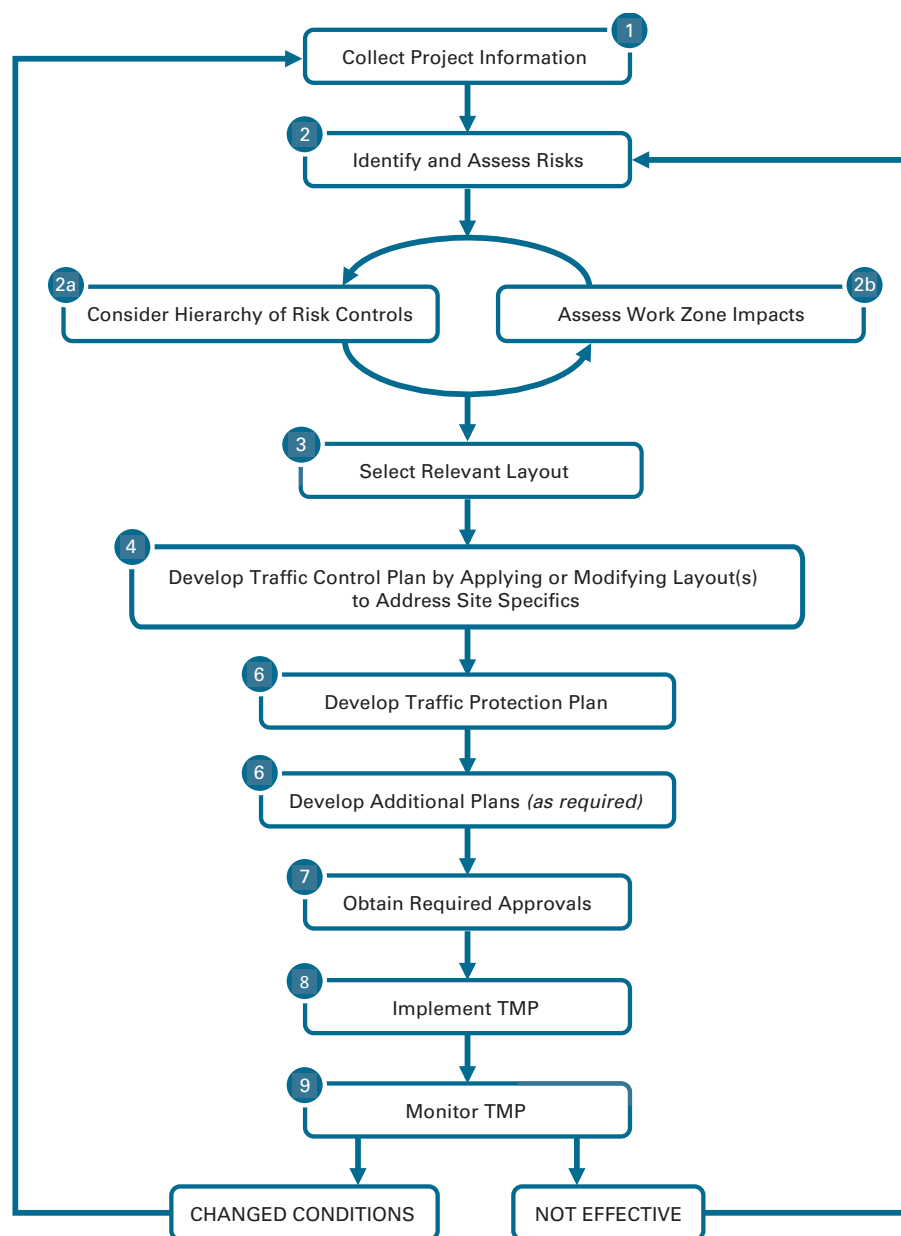 1
Collect Project Information
2
Identify and Assess Risks
2a
Consider Hierarchy of Risk Controls
2b
Assess Work Zone Impacts
3
Select Relevant Layout
4
Develop Traffic Control Plan by Applying or Modifying Layout(s)
to Address Site Specifics
6
Develop Traffic Protection Plan
6
Develop Additional Plans (as required)
7
Obtain Required Approvals
8
Implement TMP
9
Monitor TMP
CHANGED CONDITIONS
NOT EFFECTIVE